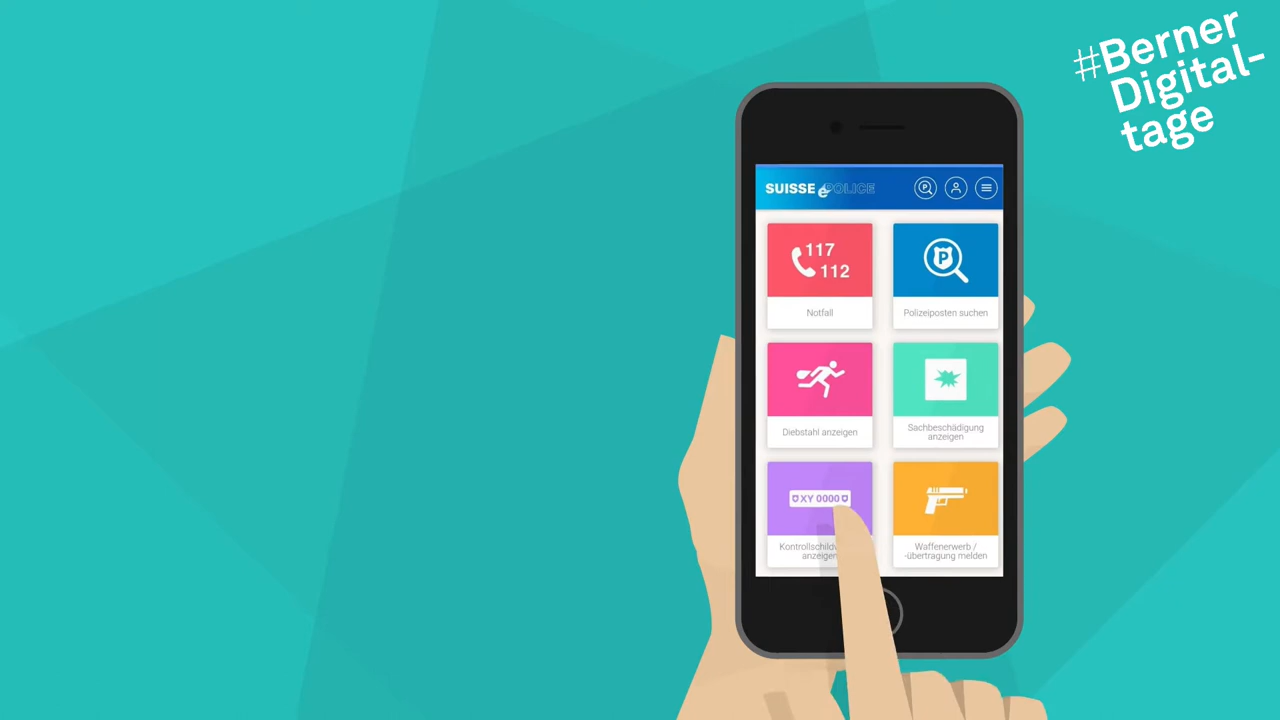 #Berner
Digital-
tage
SUISSE ePOLICE
117
112
Notfall
P
Polizeiposten suchen
Diebstahl anzeigen
Sachbeschädigung
anzeigen
XY 0000
anzeigen
Waffenerwerb /
-übertragung melden